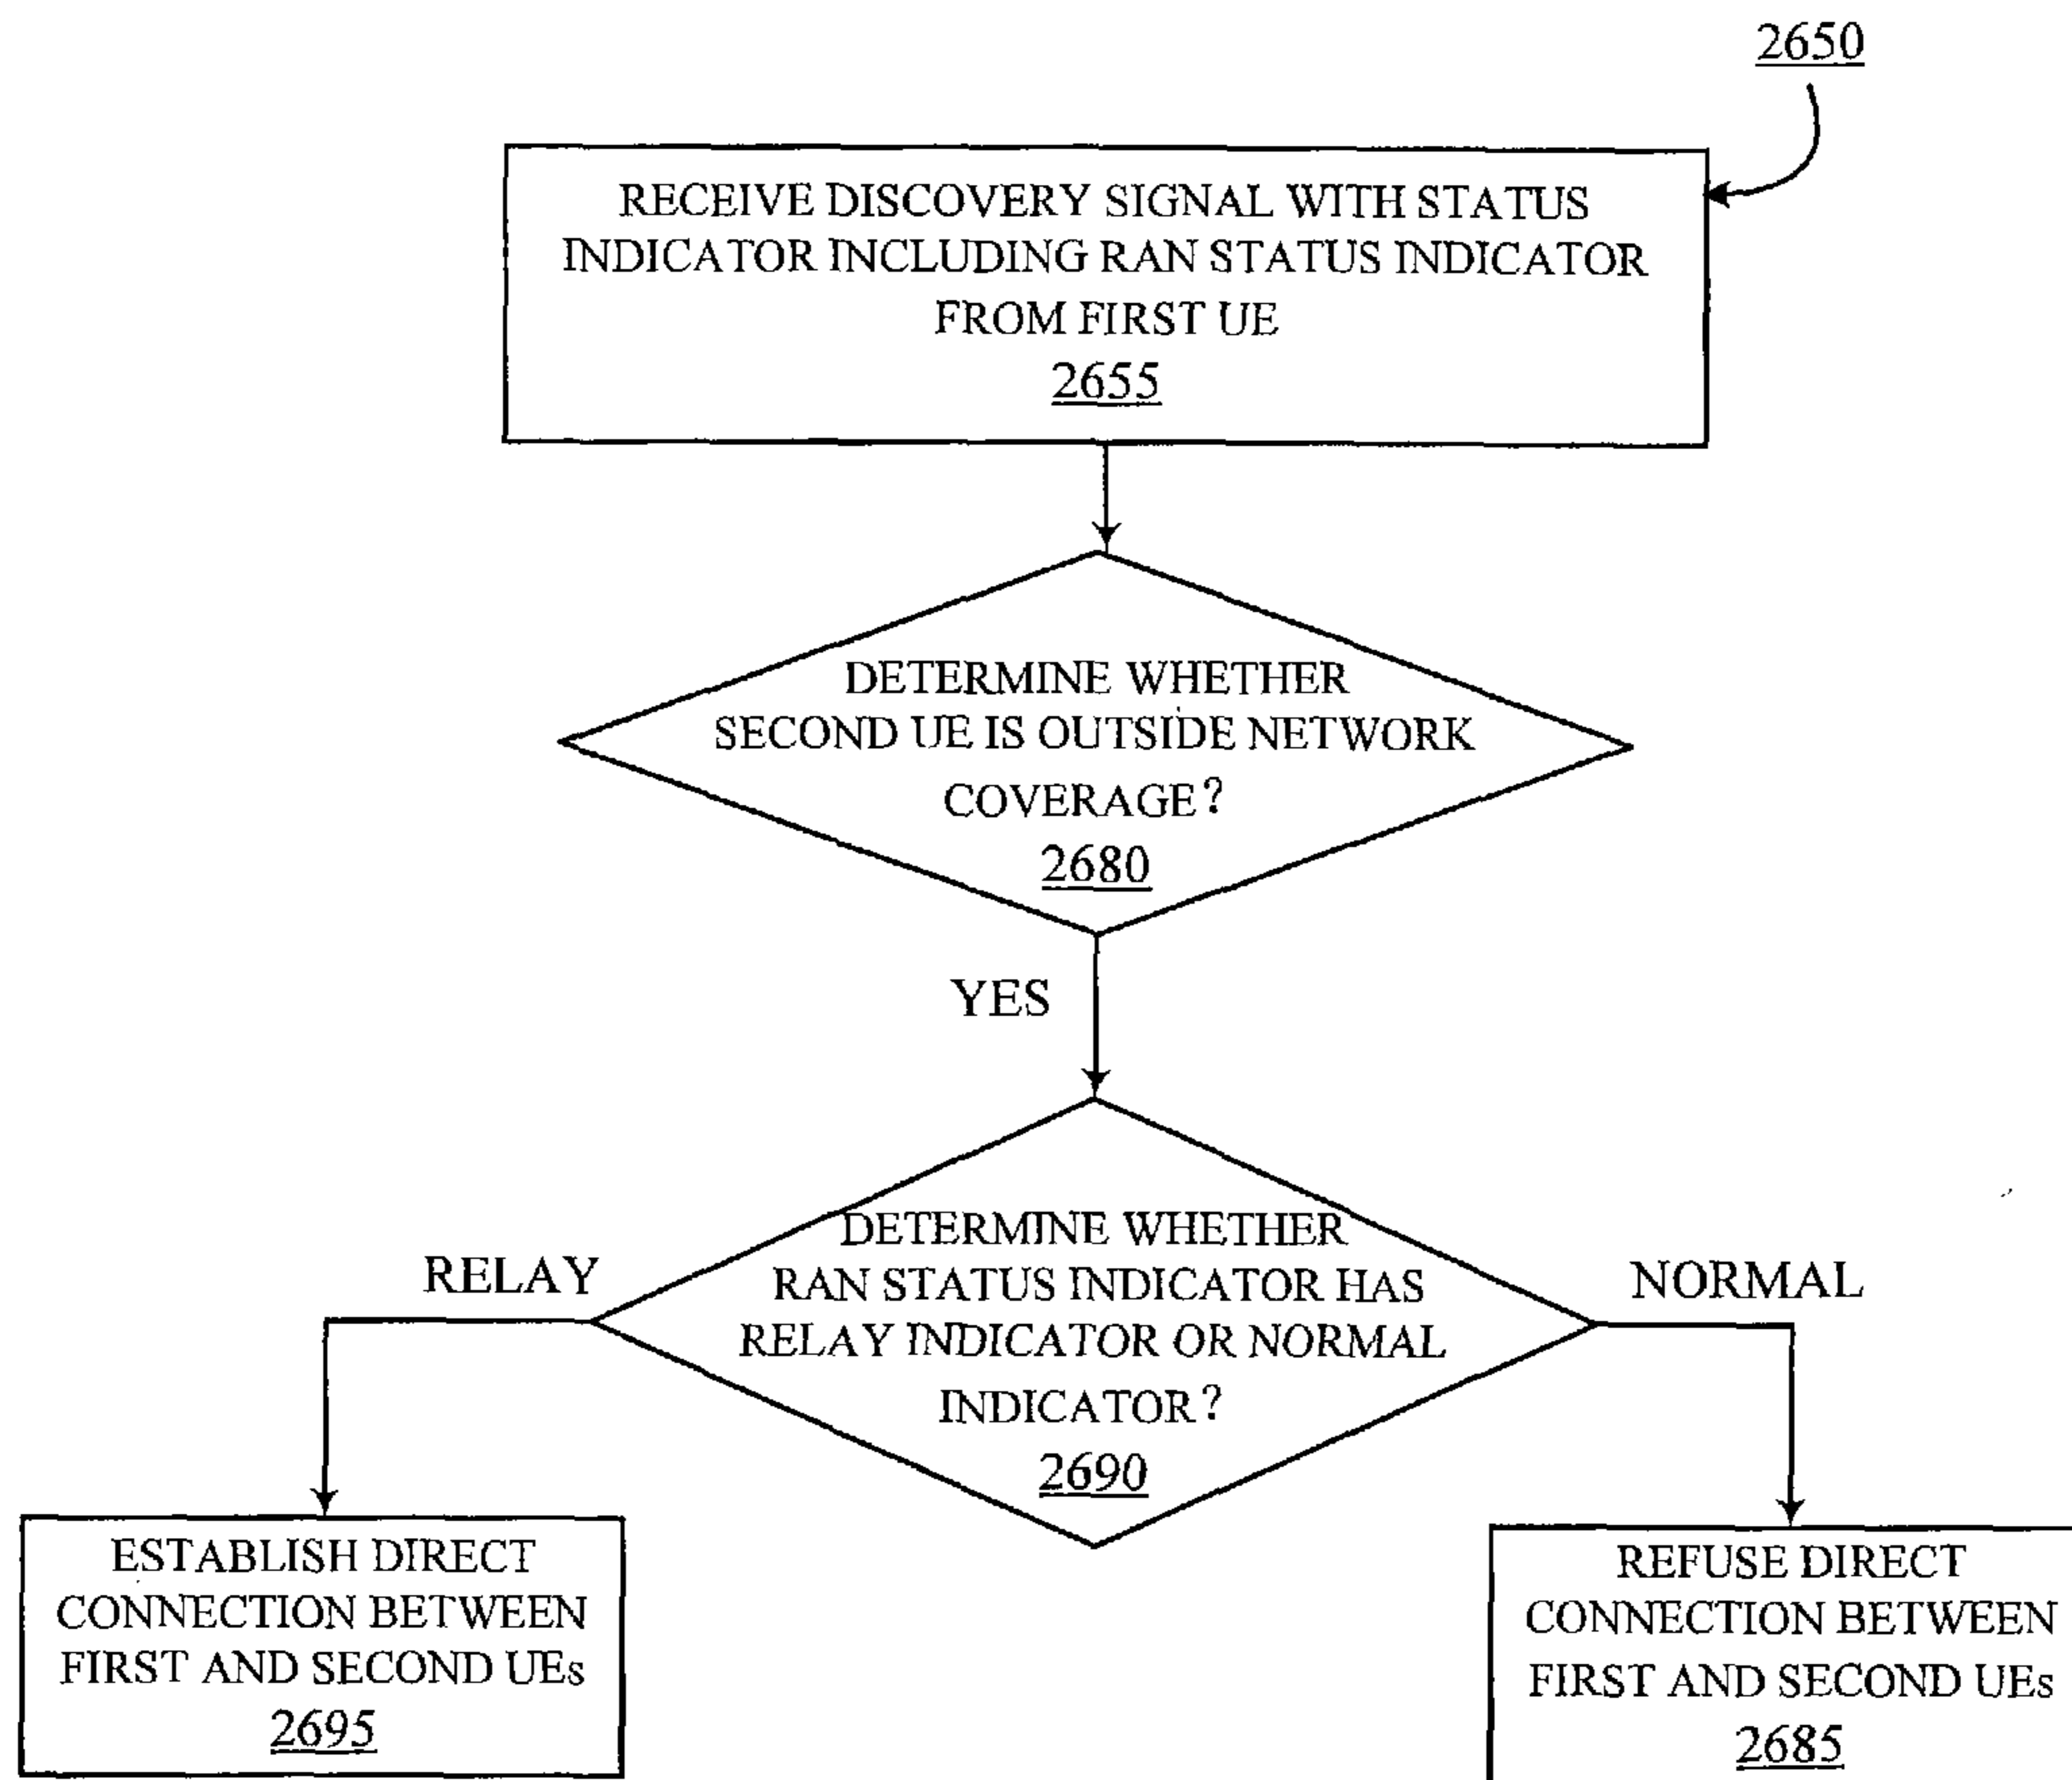 2650
RECEIVE DISCOVERY SIGNAL WITH STATUS
INDICATOR INCLUDING RAN STATUS INDICATOR
FROM FIRST UE
2655
DETERMINE WHETHER
SECOND UE IS OUTSIDE NETWORK
COVERAGE?
2680
YES
DETERMINE WHETHER
RAN STATUS INDICATOR HAS
RELAY INDICATOR OR NORMAL
INDICATOR?
2690
RELAY
NORMAL
ESTABLISH DIRECT
CONNECTION BETWEEN
FIRST AND SECOND UEs
2695
REFUSE DIRECT
CONNECTION BETWEEN
FIRST AND SECOND UEs
2685